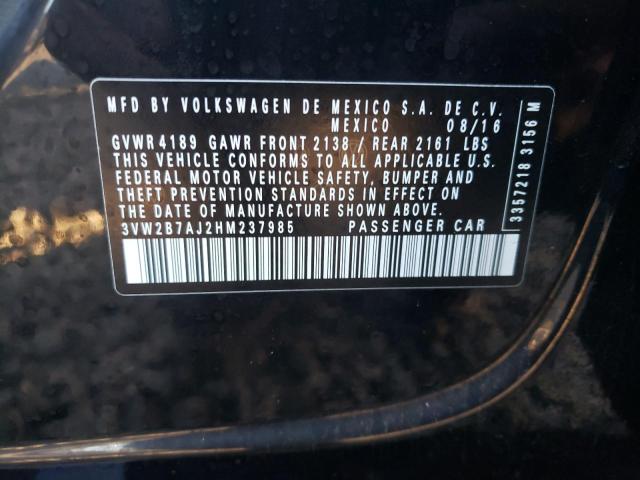 MFD BY VOLKSWAGEN DE MEXICO S.A. DE C.V.
MEXICO 08/16
GVWR 4189 GAWR FRONT 2138 / REAR 2161 LBS
THIS VEHICLE CONFORMS TO ALL APPLICABLE U.S.
FEDERAL MOTOR VEHICLE SAFETY, BUMPER AND
THEFT PREVENTION STANDARDS IN EFFECT ON
THE DATE OF MANUFACTURE SHOWN ABOVE.
3VW2B7AJ2HM237985 PASSENGER CAR
3357218 3156 M